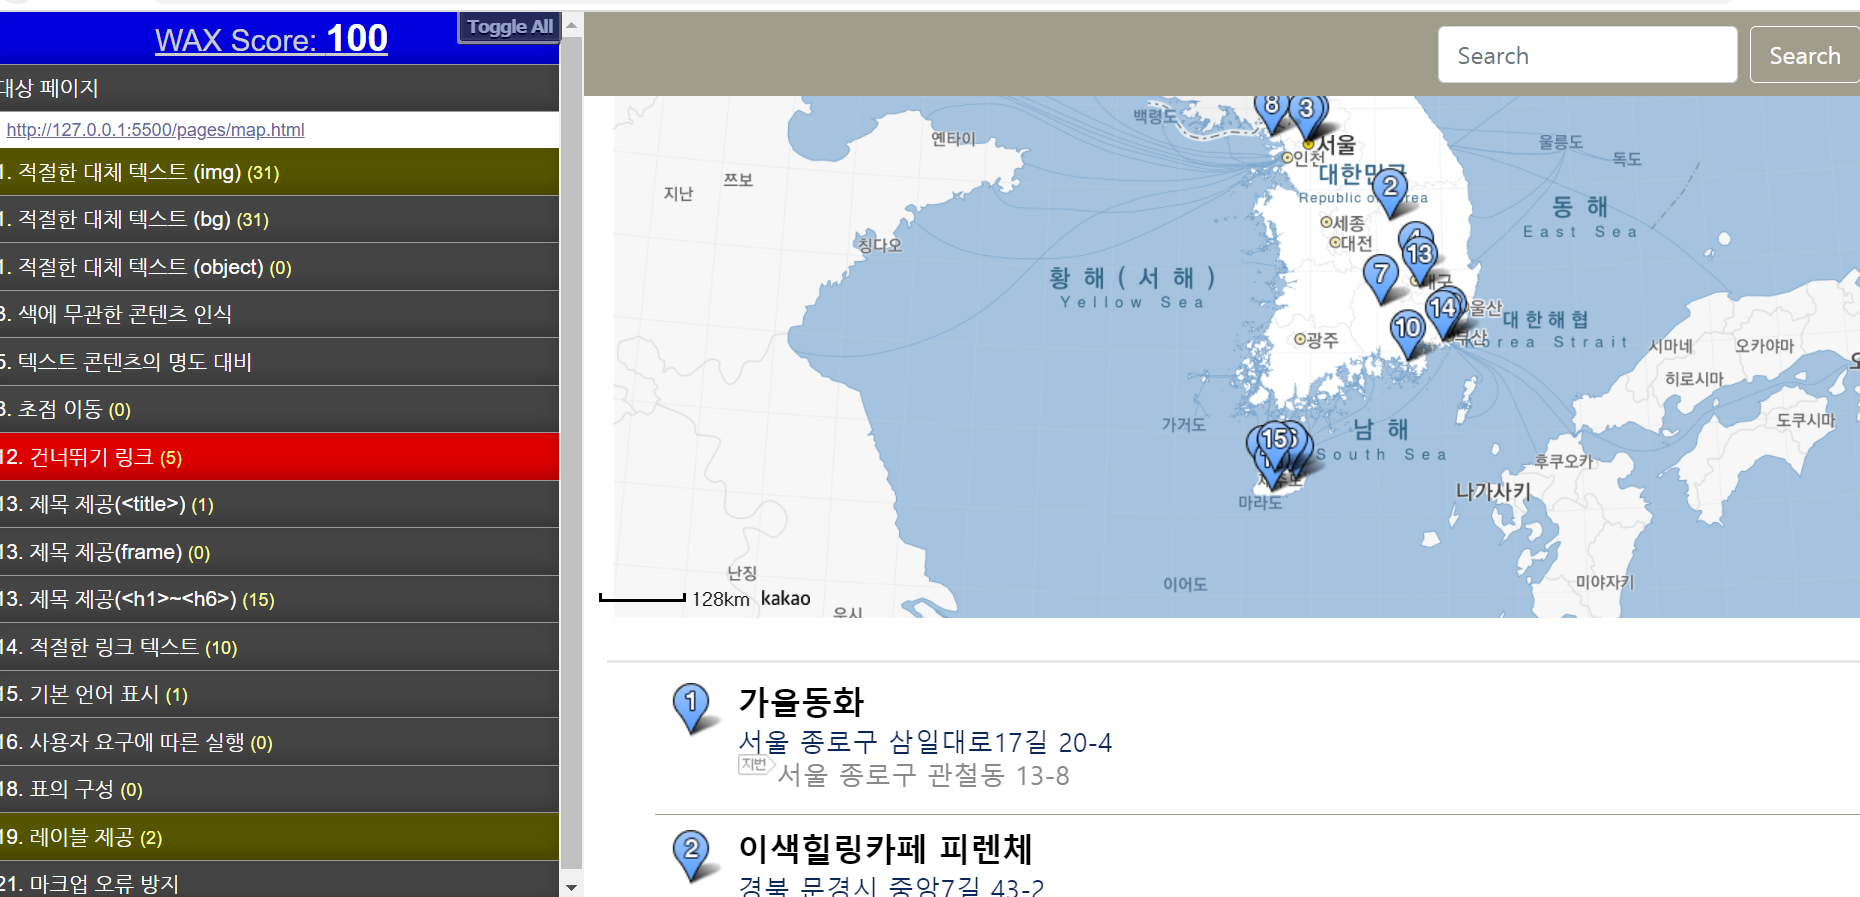 WAX Score: 100
Toggle All
대상 페이지
http://127.0.0.1:5500/pages/map.html
1. 적절한 대체 텍스트 (img) (31)
1. 적절한 대체 텍스트 (bg) (31)
1. 적절한 대체 텍스트 (object) (0)
3. 색에 무관한 콘텐츠 인식
5. 텍스트 콘텐츠의 명도 대비
8. 초점 이동 (0)
12. 건너뛰기 링크 (5)
13. 제목 제공(<title>) (1)
13. 제목 제공(frame) (0)
13. 제목 제공(<h1>~<h6>) (15)
14. 적절한 링크 텍스트 (10)
15. 기본 언어 표시 (1)
16. 사용자 요구에 따른 실행 (0)
18. 표의 구성 (0)
19. 레이블 제공 (2)
21. 마크업 오류 방지
Search
Search
8
3
백령도
옌타이
서울
인천
울릉도
독도
쯔보
지난
대한민국
2
Republic of Korea
세종
대전
동 해
East Sea
칭다오
4
13
대구
7
황 해 ( 서 해 )
Yellow Sea
14
울산
부산
대 한 해 협
Korea Strait
10
광주
시마네
오카야마
히로시마
가거도
도쿠시마
남 해
South Sea
15
마라도
후쿠오카
나가사키
난징
이어도
미야자키
128km
kakao
우시
1
가을동화
서울 종로구 삼일대로17길 20-4
지번
서울 종로구 관철동 13-8
2
이색힐링카페 피렌체
경북 문경시 중앙7길 43-2